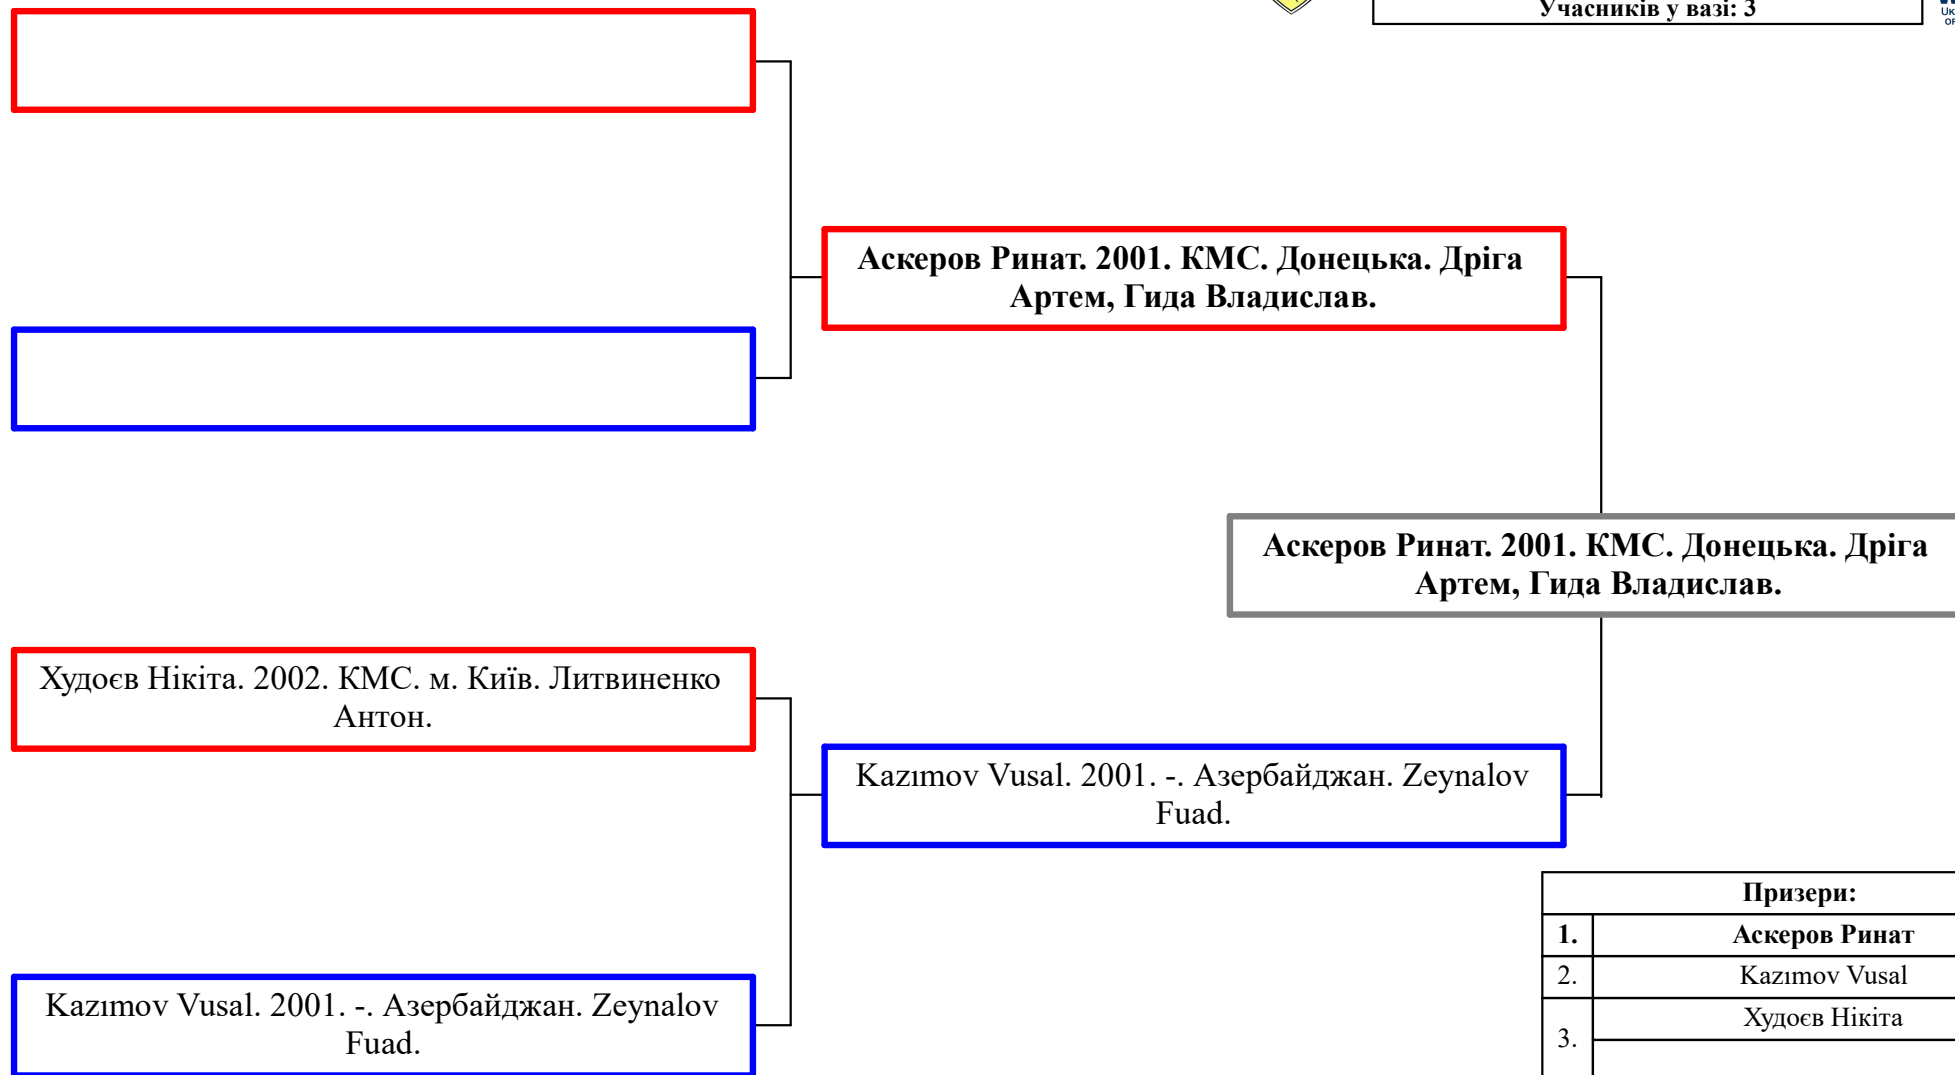 Учасників у вазі: 3
Аскеров Ринат. 2001. КМС. Донецька. Дріга
Артем, Гида Владислав.
Аскеров Ринат. 2001. КМС. Донецька. Дріга
Артем, Гида Владислав.
Худоєв Нікіта. 2002. КМС. м. Київ. Литвиненко
Антон.
Kazımov Vusal. 2001. -. Азербайджан. Zeynalov
Fuad.
Kazımov Vusal. 2001. -. Азербайджан. Zeynalov
Fuad.
Призери:
1. Аскеров Ринат
2. Kazımov Vusal
3. Худоєв Нікіта